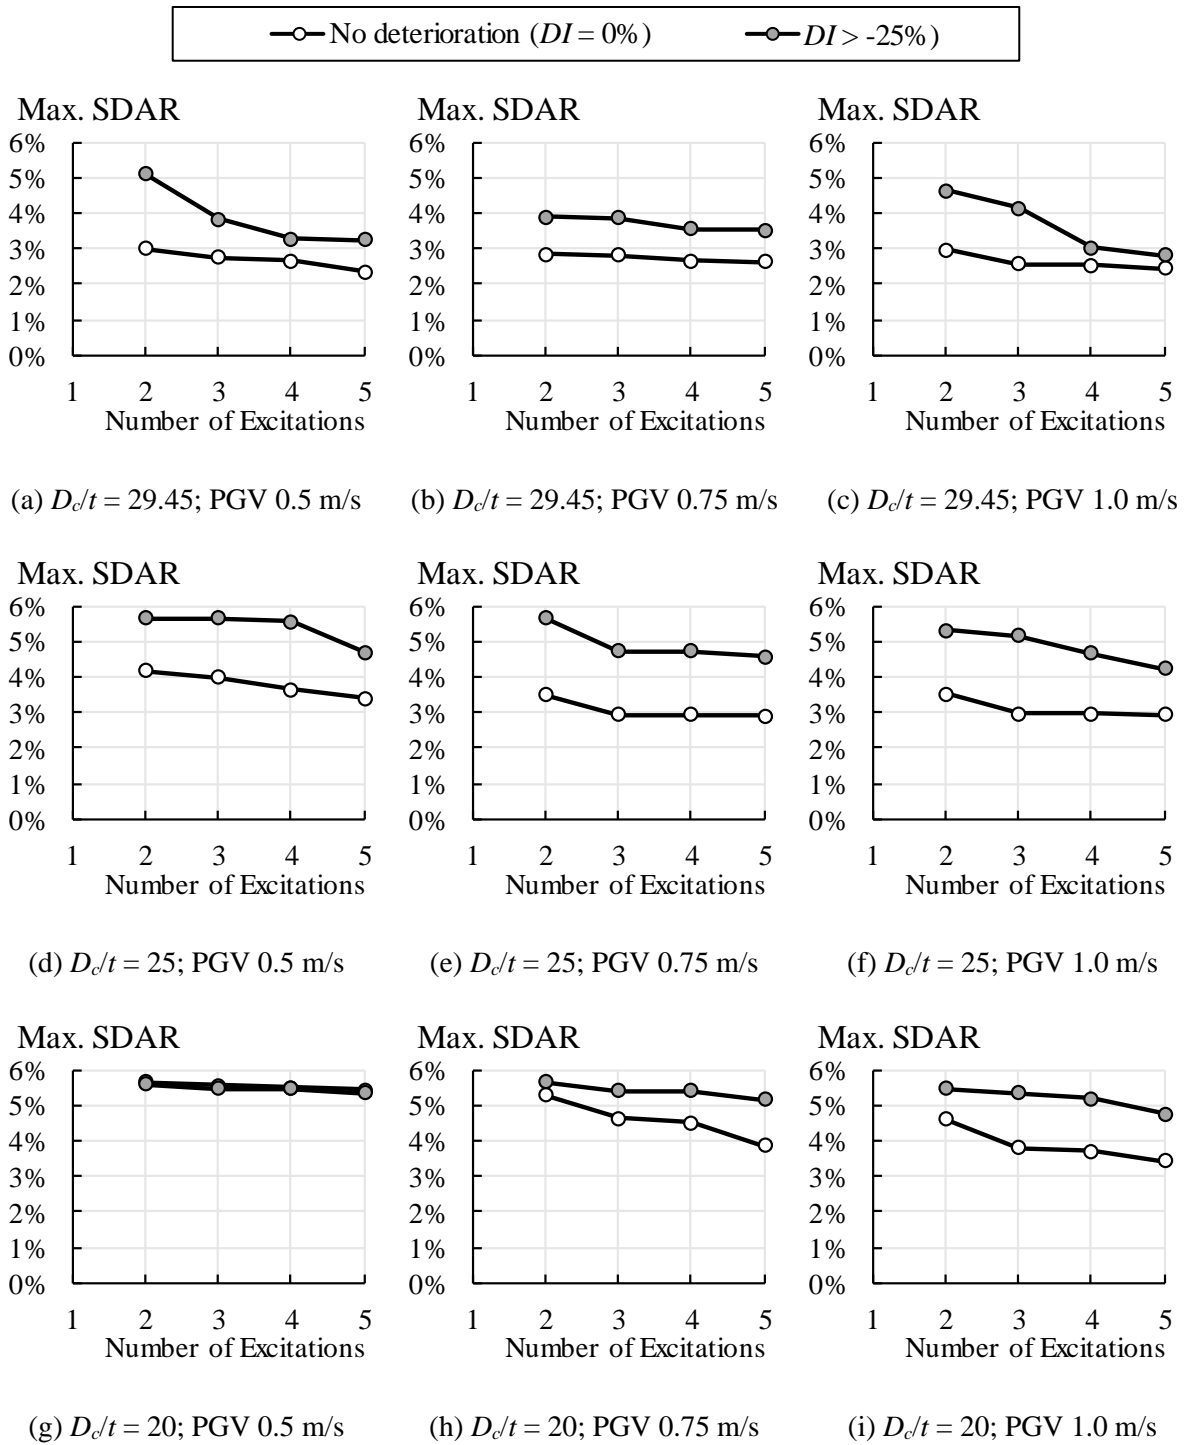 No deterioration (DI = 0%) DI > -25%)
Max. SDAR Max. SDAR Max. SDAR
6% 6% 6%
5% 5% 5%
4% 4% 4%
3% 3% 3%
2% 2% 2%
1% 1% 1%
0% 0% 0%
1 2 3 4 5 1 2 3 4 5 1 2 3 4 5
Number of Excitations Number of Excitations Number of Excitations
(a) Dc/t = 29.45; PGV 0.5 m/s (b) Dc/t = 29.45; PGV 0.75 m/s (c) Dc/t = 29.45; PGV 1.0 m/s
Max. SDAR Max. SDAR Max. SDAR
6% 6% 6%
5% 5% 5%
4% 4% 4%
3% 3% 3%
2% 2% 2%
1% 1% 1%
0% 0% 0%
1 2 3 4 5 1 2 3 4 5 1 2 3 4 5
Number of Excitations Number of Excitations Number of Excitations
(d) Dc/t = 25; PGV 0.5 m/s (e) Dc/t = 25; PGV 0.75 m/s (f) Dc/t = 25; PGV 1.0 m/s
Max. SDAR Max. SDAR Max. SDAR
6% 6% 6%
5% 5% 5%
4% 4% 4%
3% 3% 3%
2% 2% 2%
1% 1% 1%
0% 0% 0%
1 2 3 4 5 1 2 3 4 5 1 2 3 4 5
Number of Excitations Number of Excitations Number of Excitations
(g) Dc/t = 20; PGV 0.5 m/s (h) Dc/t = 20; PGV 0.75 m/s (i) Dc/t = 20; PGV 1.0 m/s